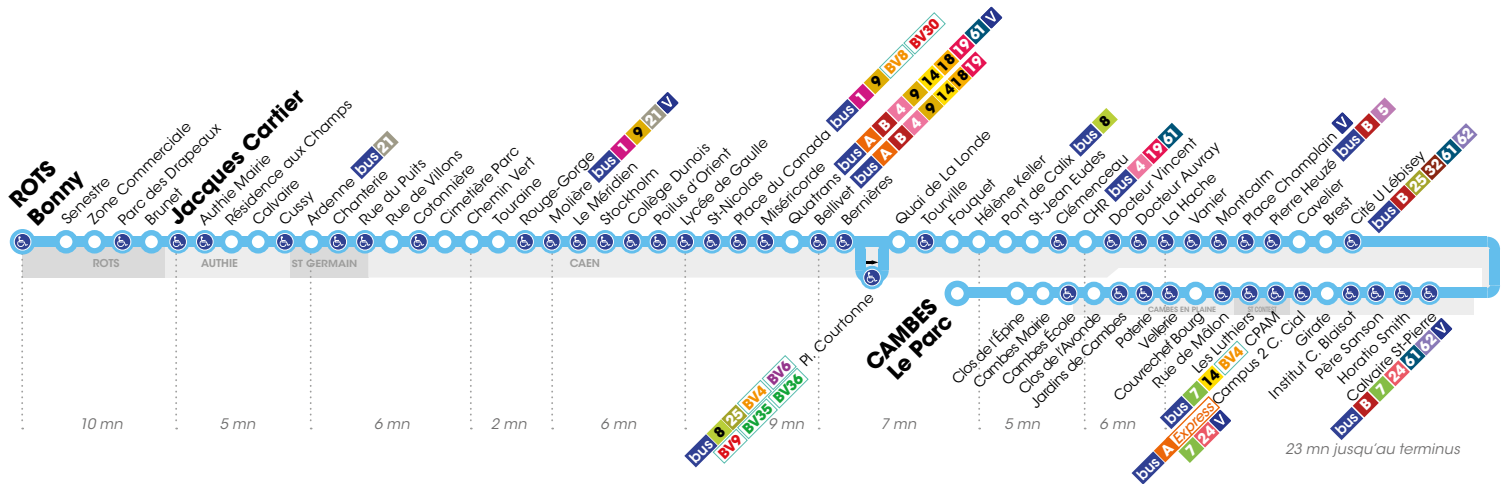 ROTS
Bonny
Senestre
Zone Commerciale
Parc des Drapeaux
Brunet
Jacques Cartier
Authie Mairie
Résidence aux Champs
Calvaire
Cussy
Ardenne bus 21
Chanterie
Rue du Puits
Rue de Villons
Cotonnière
Cimetière Parc
Chemin Vert
Touraine
Rouge-Gorge
Molière bus 1 9 21 V
Le Méridien
Stockholm
Collège Dunois
Polius d'Orient
Lycée de Gaulle
St-Nicolas
Place du Canada bus 1 9 BV8 BV30
Miséricorde
Quatrans bus A B 4 9 14 18 19 61 V
Bellivet bus A B 4 9 14 18 19
Bernières
Pl. Courtonne
bus 8 25 BV4 BV6
BV9 BV35 BV36
Quai de La Londe
Tourville
Fouquet
Hélène Keller
Pont de Calix bus 8
St-Jean Eudes
Clémenceau
CHR bus 4 19 61
Docteur Vincent
Docteur Auvray
La Hache
Vanier
Montcalm
Place Champlain V
Pierre Heuzé bus B 5
Cavelier
Brest
Cité U Lébisey
bus B 25 32 61 62
ROTS
AUTHIE
ST GERMAIN
CAEN
CAMBES EN PLAINE
ST CONTEST
CAMBES
Le Parc
Clos de l'Épine
Cambes Mairie
Cambes École
Clos de l'Avonde
Jardins de Cambes
Poterie
Vellerie
Couvrechef Bourg
Rue de Mâlon
Les Luthiers
bus 7 14 BV4 CPAM
Campus 2 C. Cial
bus A Express
7 24 V
Girafe
Institut C. Blaisot
Père Sanson
Horatio Smith
Calvaire St-Pierre
bus B 7 24 61 62 V
10 mn
5 mn
6 mn
2 mn
6 mn
9 mn
7 mn
5 mn
6 mn
23 mn jusqu'au terminus